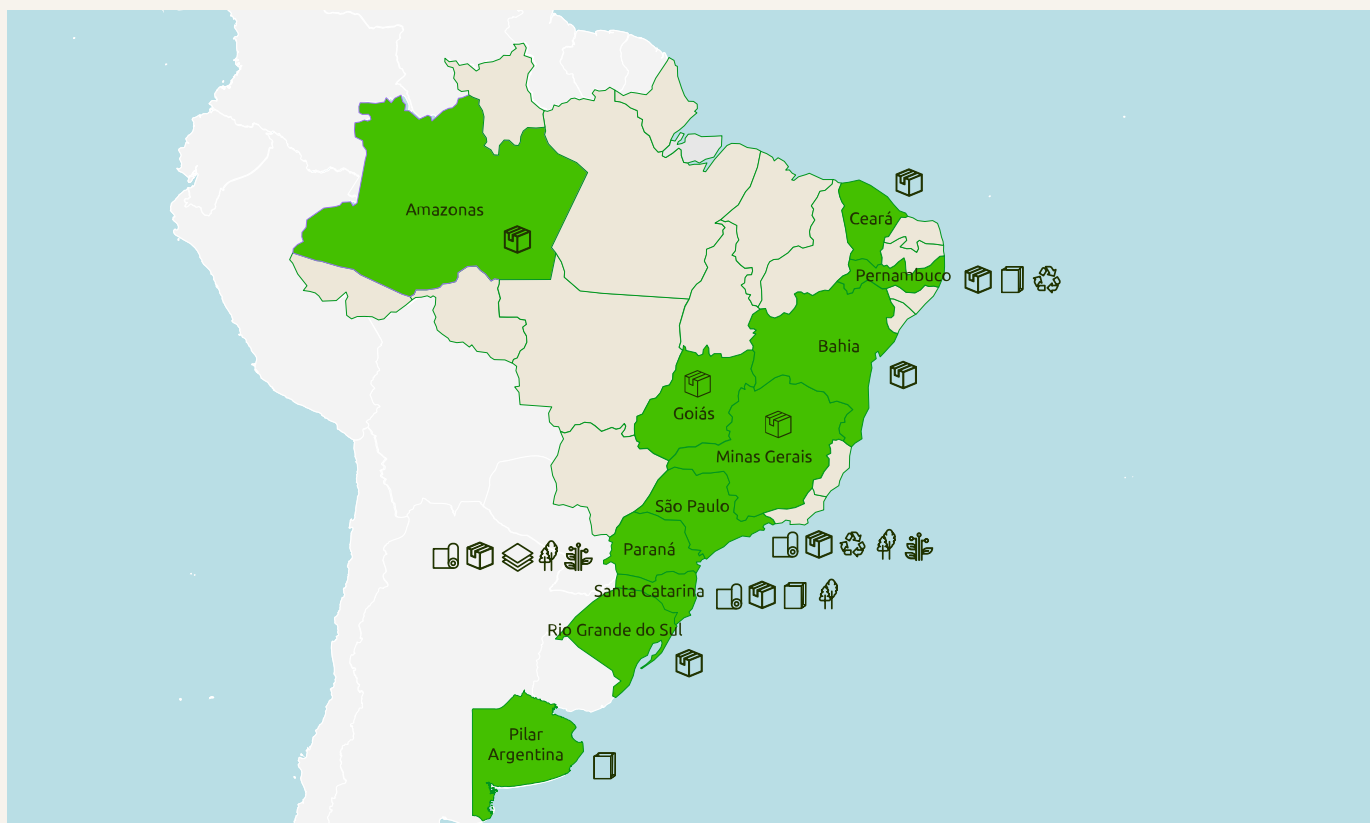 Amazonas
Ceará
Pernambuco
Bahia
Goiás
Minas Gerais
São Paulo
Paraná
Santa Catarina
Rio Grande do Sul
Pilar
Argentina